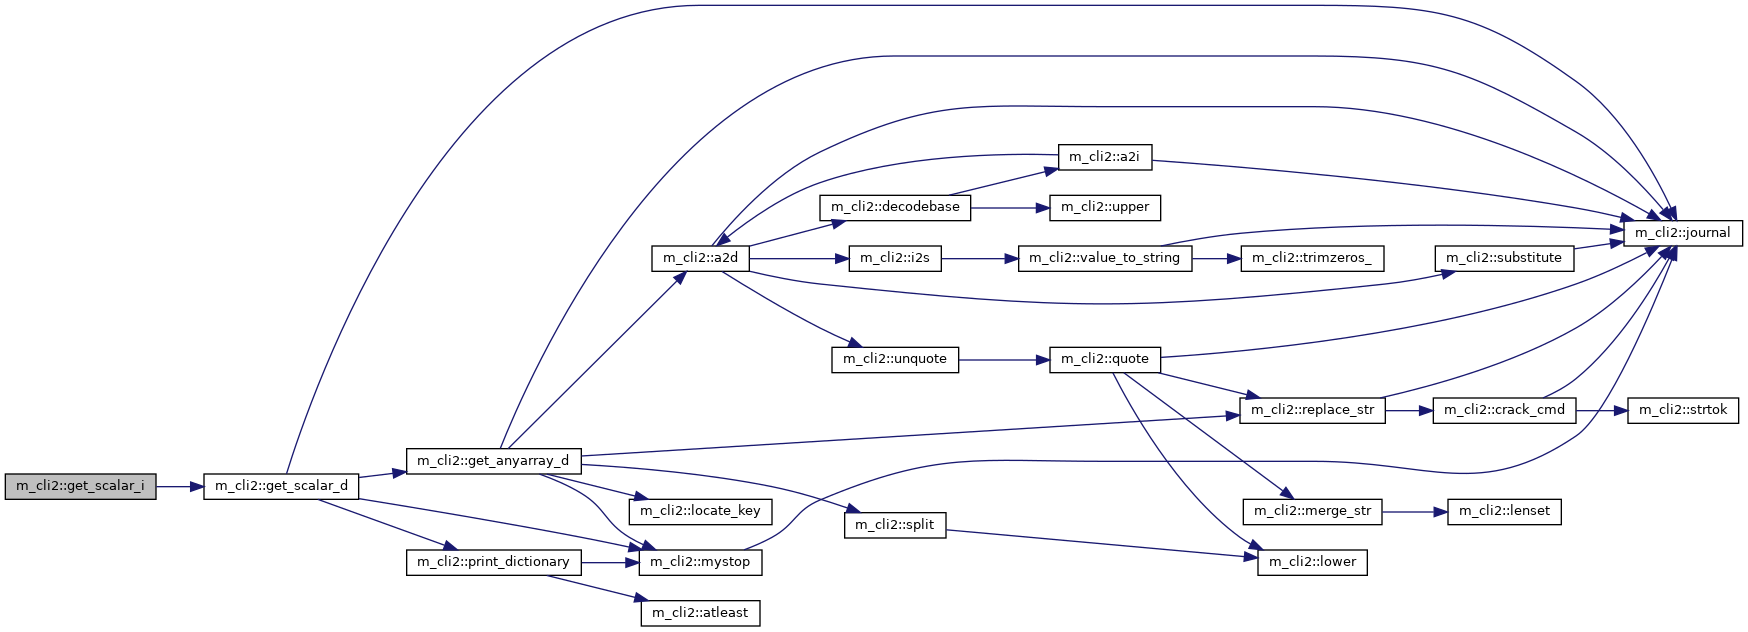 m_cli2::get_scalar_i
m_cli2::get_scalar_d
m_cli2::get_anyarray_d
m_cli2::print_dictionary
m_cli2::a2d
m_cli2::locate_key
m_cli2::mystop
m_cli2::atleast
m_cli2::decodebase
m_cli2::i2s
m_cli2::unquote
m_cli2::split
m_cli2::a2i
m_cli2::upper
m_cli2::value_to_string
m_cli2::quote
m_cli2::trimzeros_
m_cli2::replace_str
m_cli2::merge_str
m_cli2::lower
m_cli2::substitute
m_cli2::crack_cmd
m_cli2::lenset
m_cli2::journal
m_cli2::strtok